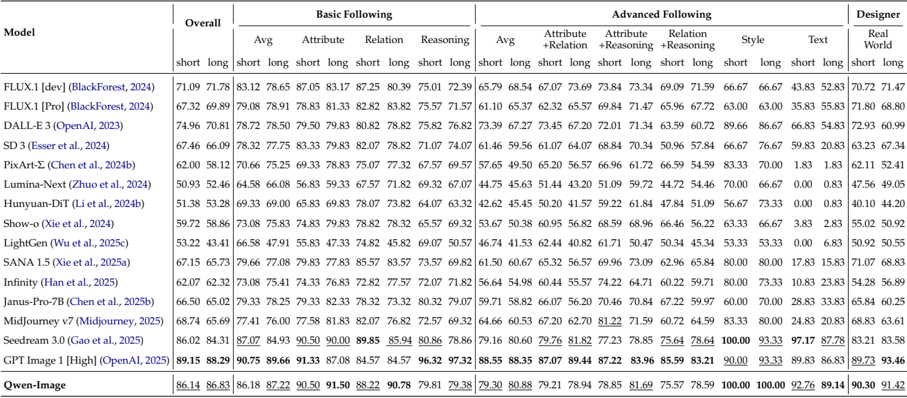 Model Overall Basic Following Advanced Following Designer
Avg Attribute Relation Reasoning Avg Attribute +Relation Attribute +Reasoning Relation +Reasoning Style Text Real World
short long short long short long short long short long short long short long short long short long short long short long short long
FLUX.1 [dev] (BlackForest, 2024) 71.09 71.78 83.12 78.65 87.05 83.17 87.25 80.39 75.01 72.39 65.79 68.54 67.07 73.69 73.84 73.34 69.09 71.59 66.67 66.67 43.83 52.83 70.72 71.47
FLUX.1 [Pro] (BlackForest, 2024) 67.32 69.89 79.08 78.91 78.83 81.33 82.82 83.82 75.57 71.57 61.10 65.37 62.32 65.57 69.84 71.47 65.96 67.72 63.00 63.00 35.83 55.83 71.80 68.80
DALL-E 3 (OpenAI, 2023) 74.96 70.81 78.72 78.50 79.50 79.83 80.82 78.82 75.82 76.82 73.39 67.27 73.45 67.20 72.01 71.34 63.59 60.72 89.66 86.67 66.83 54.83 72.93 60.99
SD 3 (Esser et al., 2024) 67.46 66.09 78.32 77.75 83.33 79.83 82.07 78.82 71.07 74.07 61.46 59.56 61.07 64.07 68.84 70.34 50.96 57.84 66.67 76.67 59.83 20.83 63.23 67.34
PixArt-Σ (Chen et al., 2024b) 62.00 58.12 70.66 75.25 69.33 78.83 75.07 77.32 67.57 69.57 57.65 49.50 65.20 56.57 66.96 61.72 66.59 54.59 83.33 70.00 1.83 1.83 62.11 52.41
Lumina-Next (Zhuo et al., 2024) 50.93 52.46 64.58 66.08 56.83 59.33 67.57 71.82 69.32 67.07 44.75 45.63 51.44 43.20 51.09 59.72 44.72 54.46 70.00 66.67 0.00 0.83 47.56 49.05
Hunyuan-DiT (Li et al., 2024b) 51.38 53.28 69.33 69.00 65.83 69.83 78.07 73.82 64.07 63.32 42.62 45.45 50.20 41.57 59.22 61.84 47.84 51.09 56.67 73.33 0.00 0.83 40.10 44.20
Show-o (Xie et al., 2024) 59.72 58.86 73.08 75.83 74.83 79.83 78.82 78.32 65.57 69.32 53.67 50.38 60.95 56.82 68.59 68.96 66.46 56.22 63.33 66.67 3.83 2.83 55.02 50.92
LightGen (Wu et al., 2025c) 53.22 43.41 66.58 47.91 55.83 47.33 74.82 45.82 69.07 50.57 46.74 41.53 62.44 40.82 61.71 50.47 50.34 45.34 53.33 53.33 0.00 6.83 50.92 50.55
SANA 1.5 (Xie et al., 2025a) 67.15 65.73 79.66 77.08 79.83 77.83 85.57 83.57 73.57 69.82 61.50 60.67 65.32 56.57 69.96 73.09 62.96 65.84 80.00 80.00 17.83 15.83 71.07 68.83
Infinity (Han et al., 2025) 62.07 62.32 73.08 75.41 74.33 76.83 72.82 77.57 72.07 71.82 56.64 54.98 60.44 55.57 74.22 64.71 60.22 59.71 80.00 73.33 10.83 23.83 54.28 56.89
Janus-Pro-7B (Chen et al., 2025b) 66.50 65.02 79.33 78.25 79.33 82.33 78.32 73.32 80.32 79.07 59.71 58.82 66.07 56.20 70.46 70.84 67.22 59.97 60.00 70.00 28.83 33.83 65.84 60.25
MidJourney v7 (Midjourney, 2025) 68.74 65.69 77.41 76.00 77.58 81.83 82.07 76.82 72.57 69.32 64.66 60.53 67.20 62.70 81.22 71.59 60.72 64.59 83.33 80.00 24.83 20.83 68.83 63.61
Seedream 3.0 (Gao et al., 2025) 86.02 84.31 87.07 84.93 90.50 90.00 89.85 85.94 80.86 78.86 79.16 80.60 79.76 81.82 77.23 78.85 75.64 78.64 100.00 93.33 97.17 87.78 83.21 83.58
GPT Image 1 [High] (OpenAI, 2025) 89.15 88.29 90.75 89.66 91.33 87.08 84.57 84.57 96.32 97.32 88.55 88.35 87.07 89.44 87.22 83.96 85.59 83.21 90.00 93.33 89.83 86.83 89.73 93.46
Qwen-Image 86.14 86.83 86.18 87.22 90.50 91.50 88.22 90.78 79.81 79.38 79.30 80.88 79.21 78.94 78.85 81.69 75.57 78.59 100.00 100.00 92.76 89.14 90.30 91.42